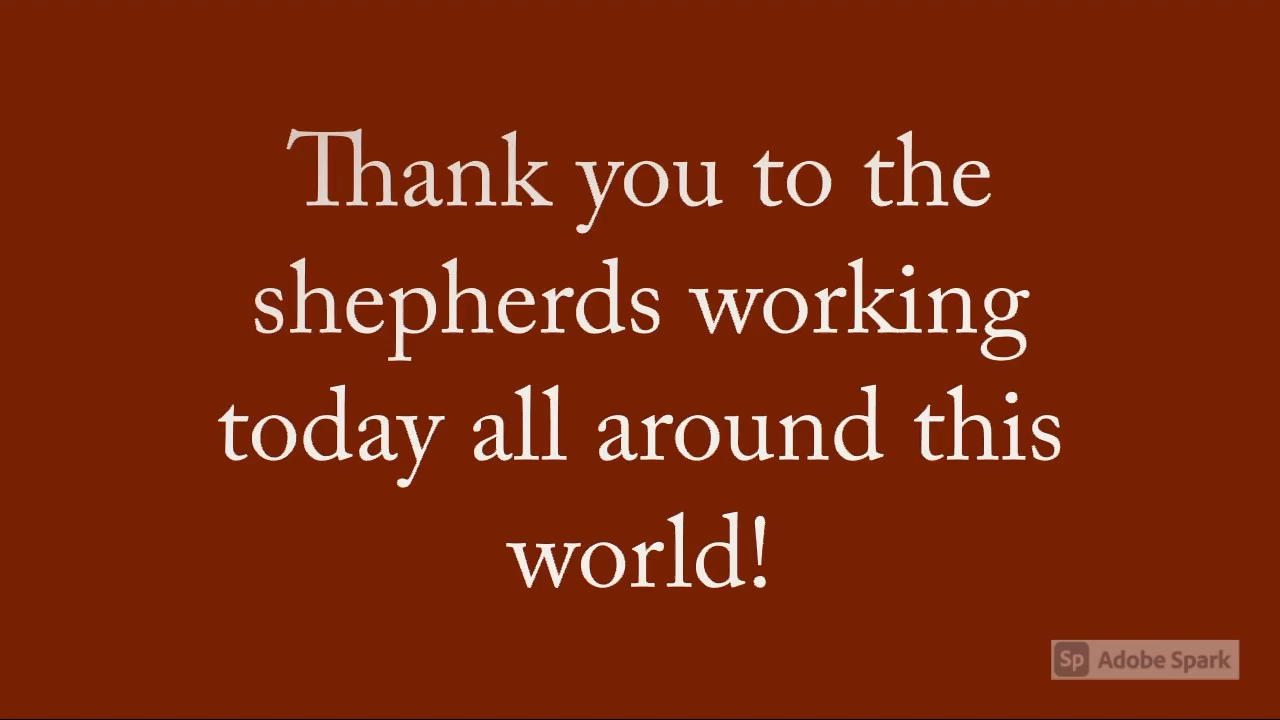 Thank you to the
shepherds working
today all around this
world!
Sp Adobe Spark